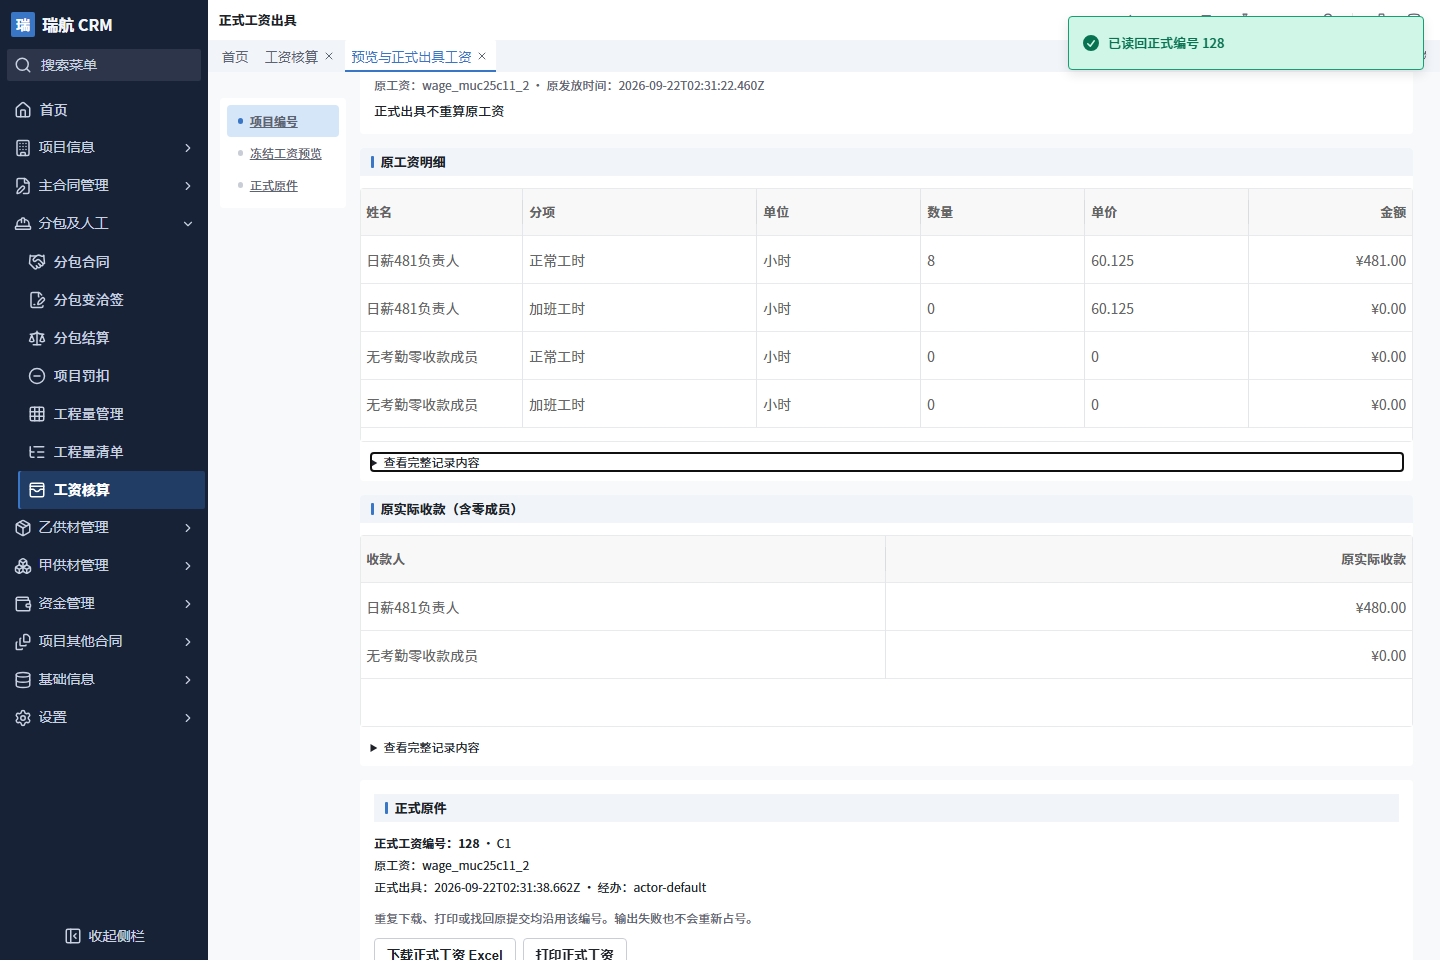 瑞 瑞航 CRM
搜索菜单
首页
项目信息
主合同管理
分包及人工
分包合同
分包变洽签
分包结算
项目罚扣
工程量管理
工程量清单
工资核算
乙供材管理
甲供材管理
资金管理
项目其他合同
基础信息
设置
收起侧栏
正式工资出具
已读回正式编号 128
首页 工资核算 预览与正式出具工资
项目编号
冻结工资预览
正式原件
原工资：wage_muc25c11_2 · 原发放时间：2026-09-22T02:31:22.460Z
正式出具不重算原工资
原工资明细
姓名 分项 单位 数量 单价 金额
日薪481负责人 正常工时 小时 8 60.125 ¥481.00
日薪481负责人 加班工时 小时 0 60.125 ¥0.00
无考勤零收款成员 正常工时 小时 0 0 ¥0.00
无考勤零收款成员 加班工时 小时 0 0 ¥0.00
查看完整记录内容
原实际收款（含零成员）
收款人 原实际收款
日薪481负责人 ¥480.00
无考勤零收款成员 ¥0.00
查看完整记录内容
正式原件
正式工资编号：128 · C1
原工资：wage_muc25c11_2
正式出具：2026-09-22T02:31:38.662Z · 经办：actor-default
重复下载、打印或找回原提交均沿用该编号。输出失败也不会重新占号。
下载正式工资 Excel 打印正式工资